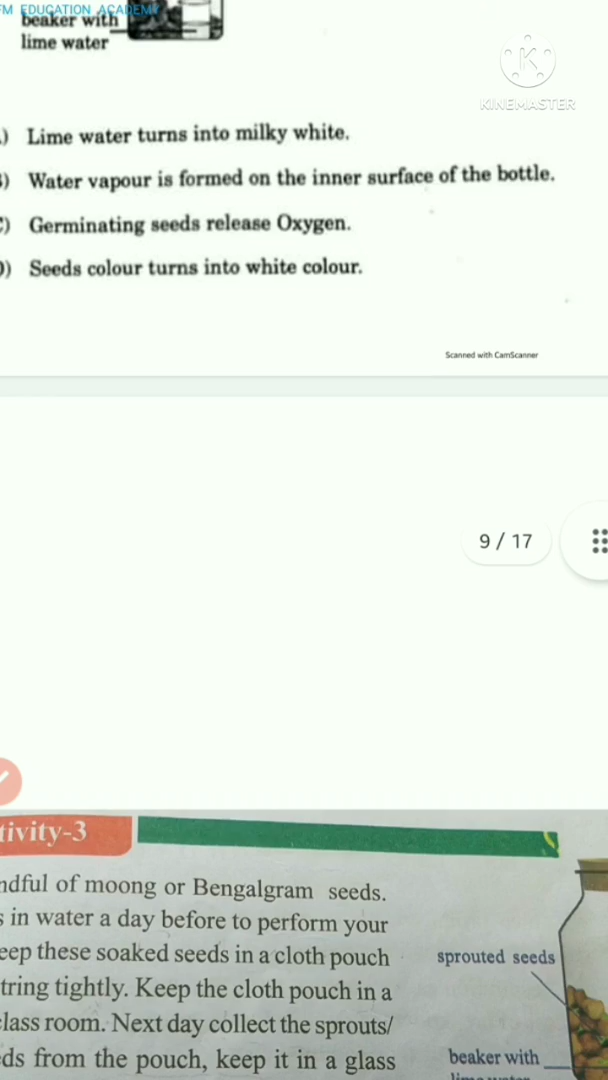 FM EDUCATION ACADEMY
beaker with
lime water
KINEMASTER
) Lime water turns into milky white.
) Water vapour is formed on the inner surface of the bottle.
) Germinating seeds release Oxygen.
) Seeds colour turns into white colour.
Scanned with CamScanner
9 / 17
tivity-3
ndful of moong or Bengalgram seeds.
s in water a day before to perform your
eep these soaked seeds in a cloth pouch
tring tightly. Keep the cloth pouch in a
lass room. Next day collect the sprouts/
ds from the pouch, keep it in a glass
sprouted seeds
beaker with